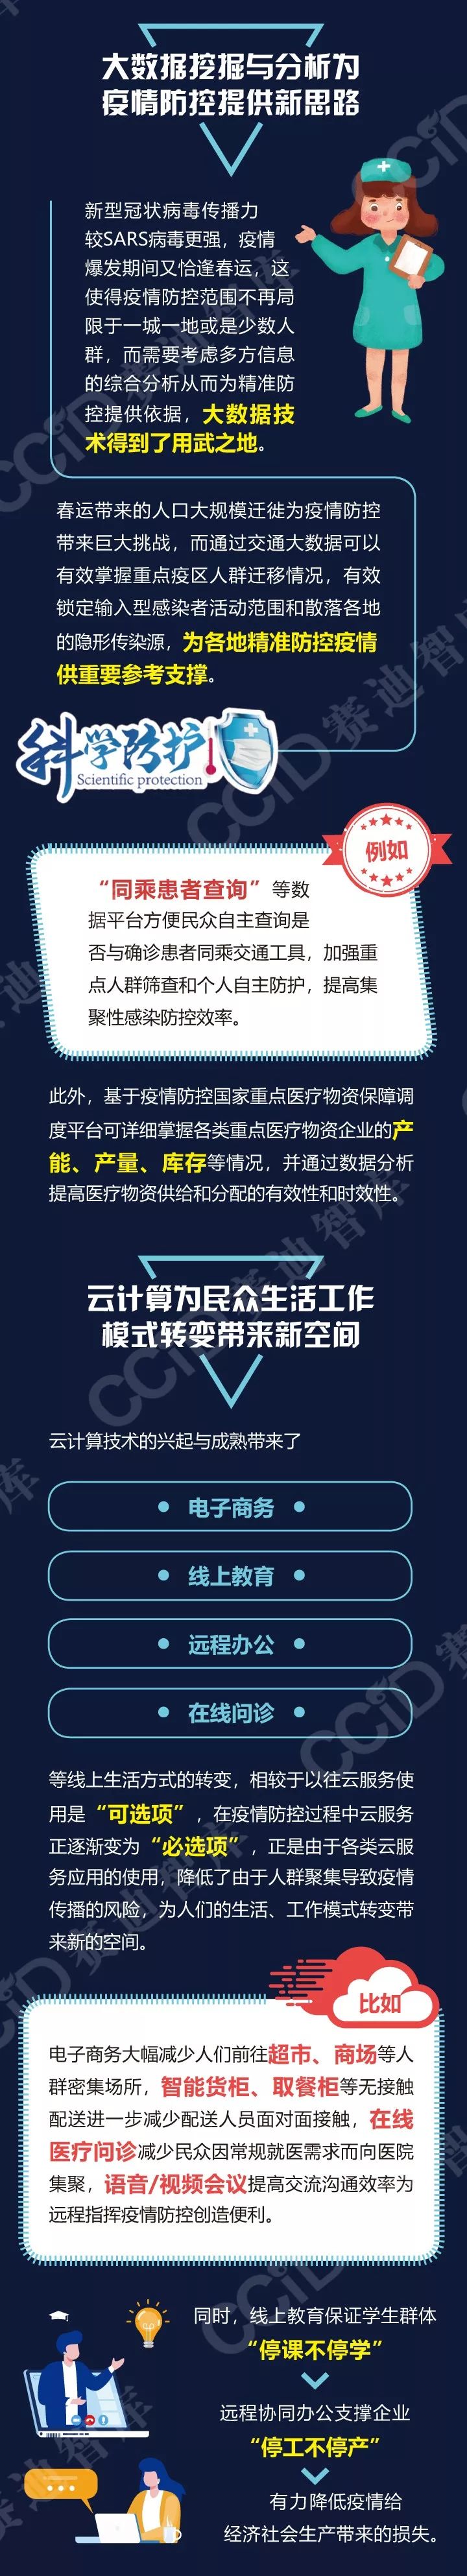 大数据挖掘与分析为
疫情防控提供新思路
新型冠状病毒传播力
较SARS病毒更强，疫情
爆发期间又恰逢春运，这
使得疫情防控范围不再局
限于一城一地或是少数人
群，而需要考虑多方信息
的综合分析从而为精准防
控提供依据，大数据技
术得到了用武之地。
春运带来的人口大规模迁徙为疫情防控
带来巨大挑战，而通过交通大数据可以
有效掌握重点疫区人群迁移情况，有效
锁定输入型感染者活动范围和散落各地
的隐形传染源，为各地精准防控疫情
供重要参考支撑。
科学防护
Scientific protection
例如
“同乘患者查询”等数
据平台方便民众自主查询是
否与确诊患者同乘交通工具，加强重
点人群筛查和个人自主防护，提高集
聚性感染防控效率。
此外，基于疫情防控国家重点医疗物资保障调
度平台可详细掌握各类重点医疗物资企业的产
能、产量、库存等情况，并通过数据分析
提高医疗物资供给和分配的有效性和时效性。
云计算为民众生活工作
模式转变带来新空间
云计算技术的兴起与成熟带来了
电子商务
线上教育
远程办公
在线问诊
等线上生活方式的转变，相较于以往云服务使
用是“可选项”，在疫情防控过程中云服务
正逐渐变为“必选项”，正是由于各类云服
务应用的使用，降低了由于人群聚集导致疫情
传播的风险，为人们的生活、工作模式转变带
来新的空间。
比如
电子商务大幅减少人们前往超市、商场等人
群密集场所，智能货柜、取餐柜等无接触
配送进一步减少配送人员面对面接触，在线
医疗问诊减少民众因常规就医需求而向医院
集聚，语音/视频会议提高交流沟通效率为
远程指挥疫情防控创造便利。
同时，线上教育保证学生群体
“停课不停学”
远程协同办公支撑企业
“停工不停产”
有力降低疫情给
经济社会生产带来的损失。
CCiD赛迪智库